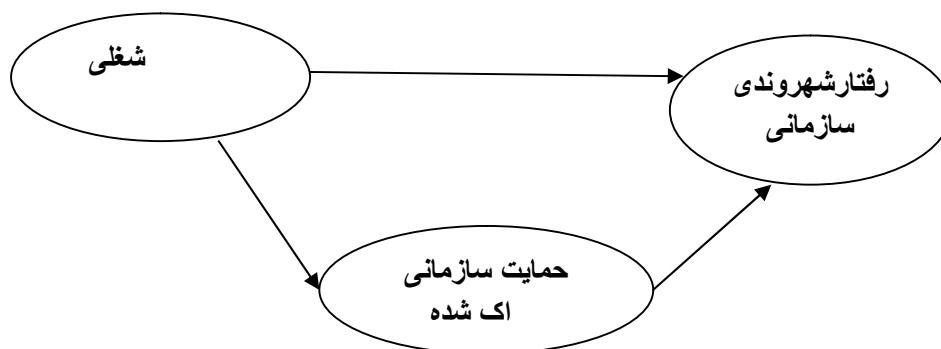 شغلی
رفتارشهروندی
سازمانی
حمایت سازمانی
اک شده